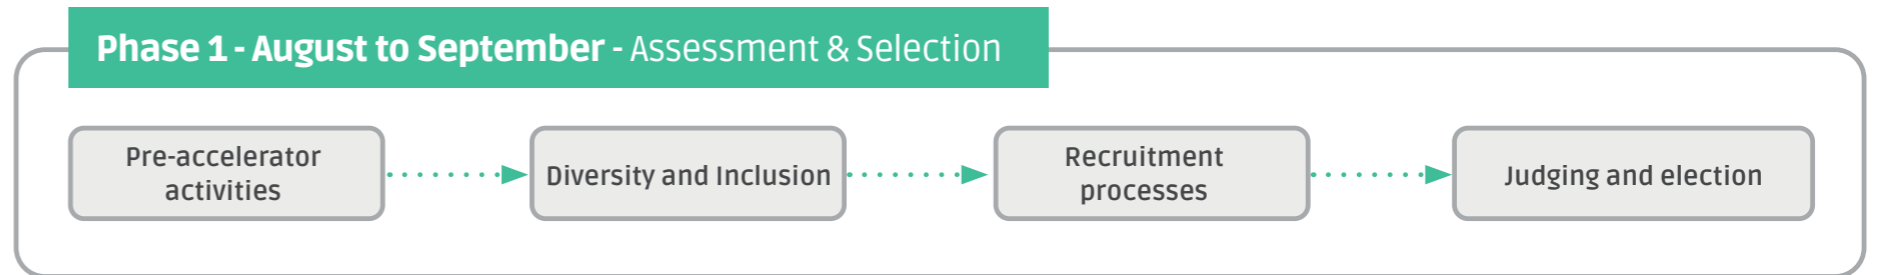 Phase 1 - August to September - Assessment & Selection
Pre-accelerator
activities
Diversity and Inclusion
Recruitment
processes
Judging and election